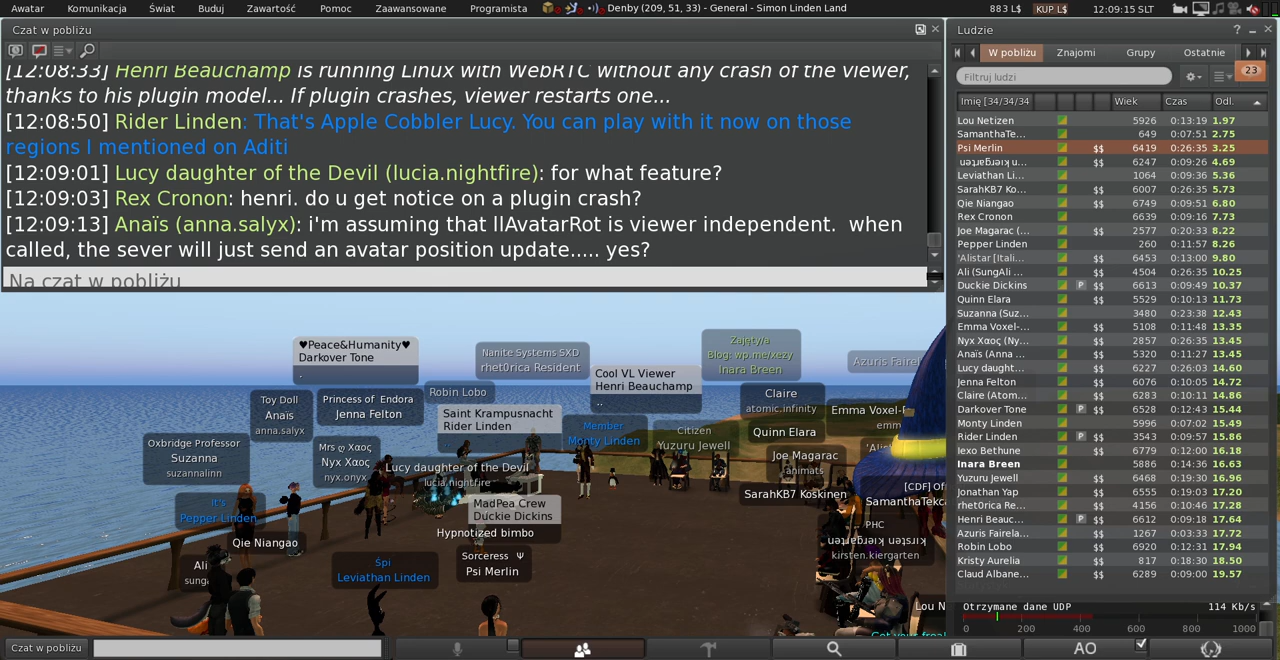 Awatar Komunikacja Świat Buduj Zawartość Pomoc Zaawansowane Programista Denby (209, 51, 33) - General - Simon Linden Land 883 L$ KUP L$ 12:09:15 SLT
Czat w pobliżu
[12:08:33] Henri Beauchamp is running Linux with WebRTC without any crash of the viewer,
thanks to his plugin model... If plugin crashes, viewer restarts one...
[12:08:50] Rider Linden: That's Apple Cobbler Lucy. You can play with it now on those
regions I mentioned on Aditi
[12:09:01] Lucy daughter of the Devil (lucia.nightfire): for what feature?
[12:09:03] Rex Cronon: henri. do u get notice on a plugin crash?
[12:09:13] Anaïs (anna.salyx): i'm assuming that llAvatarRot is viewer independent. when
called, the sever will just send an avatar position update..... yes?
Na czat w pobliżu
♥Peace&Humanity♥
Darkover Tone
.
Nanite Systems SXD
rhet0rica Resident
Zajęty/a
Blog: wp.me/xezy
Inara Breen
Azuris Fairel
Cool VL Viewer
Henri Beauchamp
..
Robin Lobo
Toy Doll
Anaïs
anna.salyx
Princess of Endora
Jenna Felton
Claire
atomic.infinity
Saint Krampusnacht
Rider Linden
Emma Voxel-F
emm
Member
Monty Linden
Citizen
Yuzuru Jewell
Quinn Elara
Oxbridge Professor
Suzanna
suzannalinn
Mrs ღ Χαος
Nyx Χαος
nyx.onyx
'Alis
Joe Magarac
animats
Lucy daughter of the Devil
lucia.nightfire
[CDF] Of
SamanthaTekc
SarahKB7 Koskinen
It's
Pepper Linden
MadPea Crew
Duckie Dickins
Hypnotized bimbo
PHC
kirsten.kiergarten
Qie Niangao
Sorceress Ψ
Psi Merlin
Ali
sunga
Śpi
Leviathan Linden
Lou N
Got your freal
Czat w pobliżu
AO
Ludzie
W pobliżu Znajomi Grupy Ostatnie
Filtruj ludzi 23
Imię [34/34/34 Wiek Czas Odl.
Lou Netizen 5926 0:13:19 1.97
SamanthaTe... 649 0:07:51 2.75
Psi Merlin $$ 6419 0:26:35 3.25
$$ 6247 0:09:26 4.69
Leviathan Li... 1064 0:09:36 5.36
SarahKB7 Ko... $$ 6007 0:26:35 5.73
Qie Niangao $$ 6749 0:09:51 6.80
Rex Cronon 6639 0:09:16 7.73
Joe Magarac (... $$ 2577 0:20:33 8.22
Pepper Linden 260 0:11:57 8.26
'Alistar [Itali... $$ 6453 0:13:00 9.80
Ali (SungAli ... $$ 4504 0:26:35 10.25
Duckie Dickins P $$ 6613 0:09:49 10.37
Quinn Elara $$ 5529 0:10:13 11.73
Suzanna (Suz... 3480 0:23:38 12.43
Emma Voxel-... $$ 5108 0:11:48 13.35
Nyx Χαος (Ny... $$ 2857 0:26:35 13.45
Anaïs (Anna ... $$ 5320 0:11:27 13.45
Lucy daught... $$ 6227 0:26:03 14.60
Jenna Felton $$ 6076 0:10:05 14.72
Claire (Atom... $$ 6283 0:10:11 14.86
Darkover Tone P $$ 6528 0:12:43 15.44
Monty Linden 5996 0:07:02 15.49
Rider Linden P $$ 3543 0:09:57 15.86
Iexo Bethune $$ 6779 0:12:00 16.18
Inara Breen 5886 0:14:36 16.63
Yuzuru Jewell $$ 6468 0:19:30 16.96
Jonathan Yap $$ 6555 0:19:03 17.20
rhet0rica Re... $$ 4156 0:10:46 17.28
Henri Beauc... P $$ 6612 0:09:18 17.64
Azuris Fairela... $$ 1267 0:03:33 17.72
Robin Lobo $$ 6920 0:12:31 17.94
Kristy Aurelia $$ 817 0:18:30 18.50
Claud Albane... $$ 6289 0:09:00 19.57
Otrzymane dane UDP 114 Kb/s
0 200 400 600 800 1000